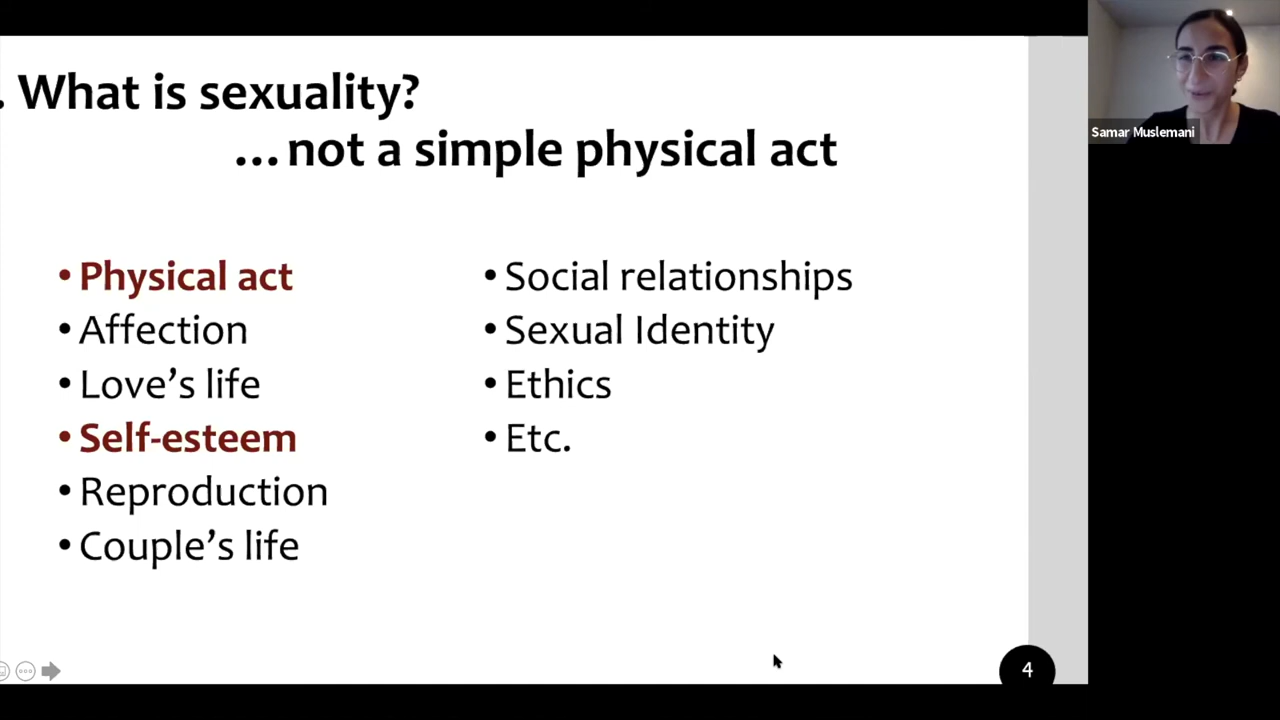 . What is sexuality?
...not a simple physical act
• Physical act
• Affection
• Love's life
• Self-esteem
• Reproduction
• Couple's life
• Social relationships
• Sexual Identity
• Ethics
• Etc.
4
Samar Muslemani